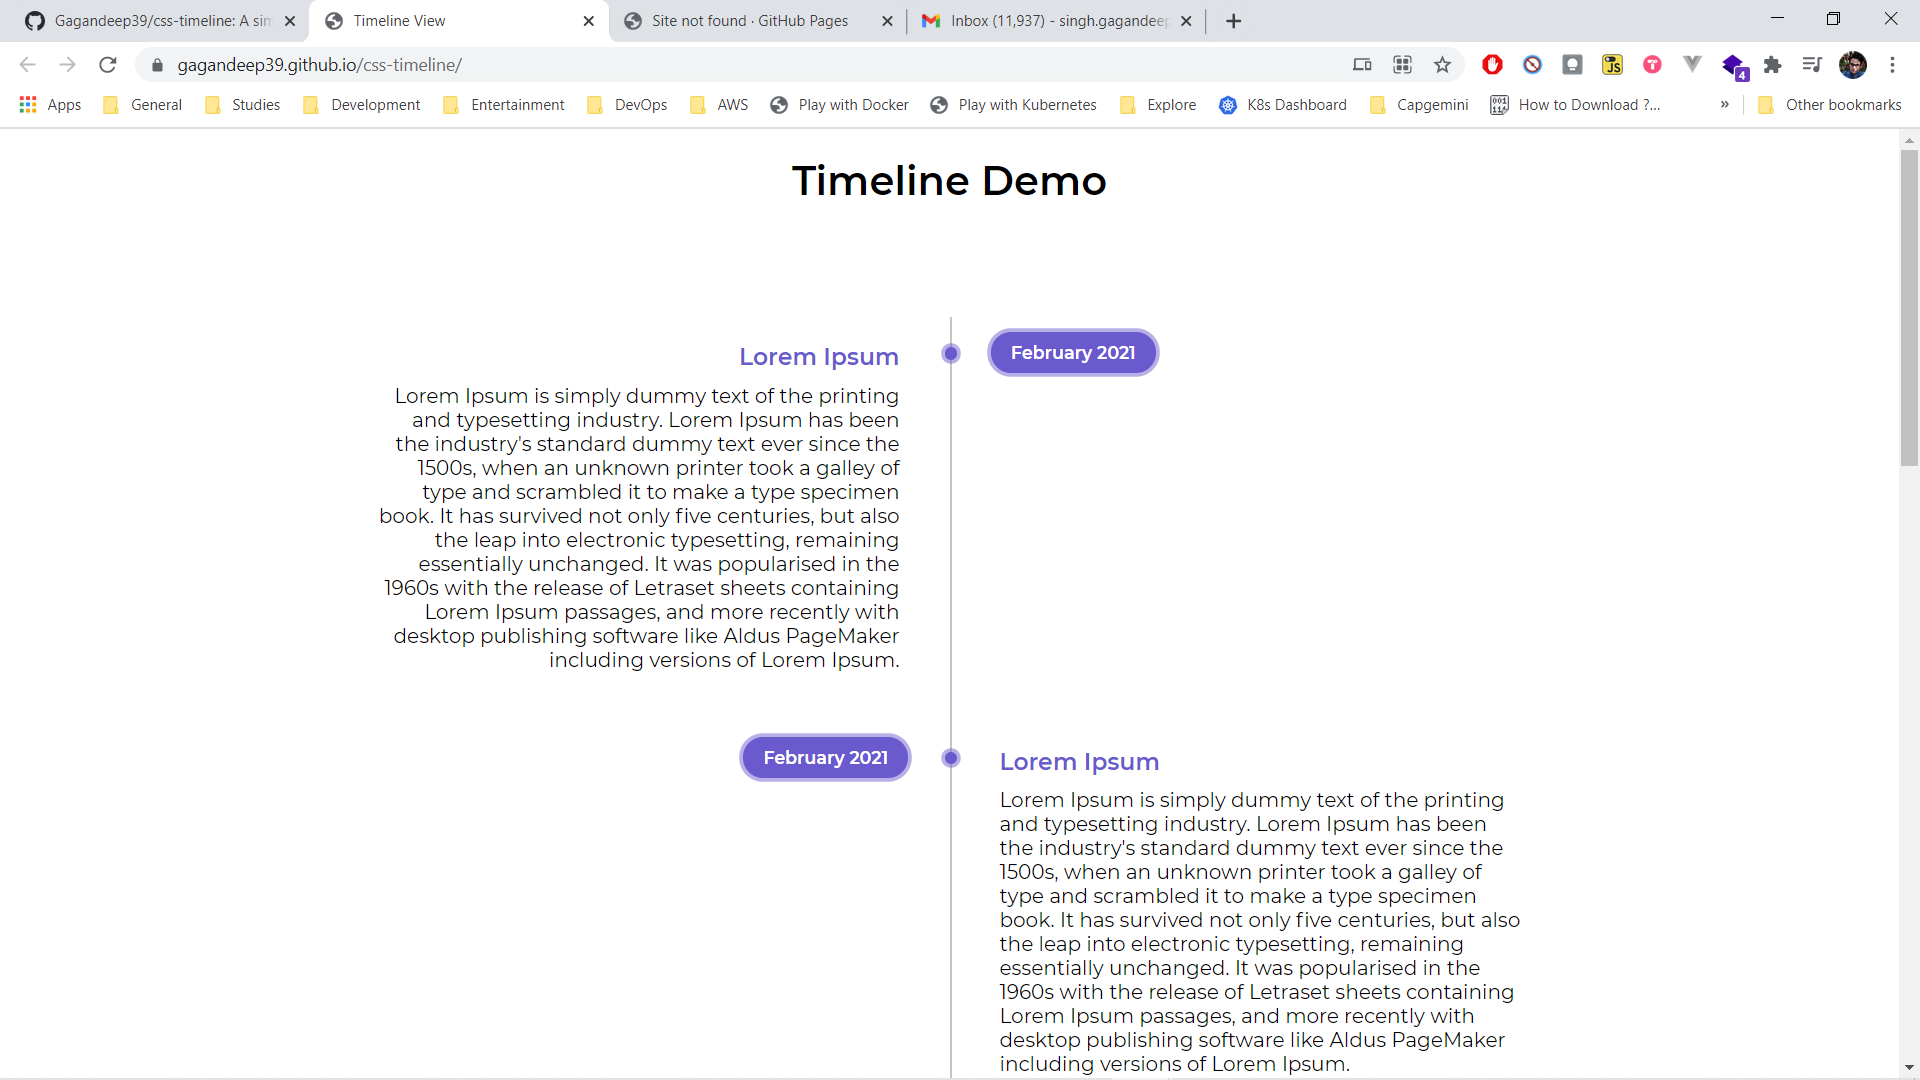 Gagandeep39/css-timeline: A sim
Timeline View
Site not found · GitHub Pages
Inbox (11,937) - singh.gagandeep
gagandeep39.github.io/css-timeline/
JS
T
4
Apps
General
Studies
Development
Entertainment
DevOps
AWS
Play with Docker
Play with Kubernetes
Explore
K8s Dashboard
Capgemini
How to Download ?...
»
Other bookmarks
Timeline Demo
Lorem Ipsum
February 2021
Lorem Ipsum is simply dummy text of the printing
and typesetting industry. Lorem Ipsum has been
the industry's standard dummy text ever since the
1500s, when an unknown printer took a galley of
type and scrambled it to make a type specimen
book. It has survived not only five centuries, but also
the leap into electronic typesetting, remaining
essentially unchanged. It was popularised in the
1960s with the release of Letraset sheets containing
Lorem Ipsum passages, and more recently with
desktop publishing software like Aldus PageMaker
including versions of Lorem Ipsum.
February 2021
Lorem Ipsum
Lorem Ipsum is simply dummy text of the printing
and typesetting industry. Lorem Ipsum has been
the industry's standard dummy text ever since the
1500s, when an unknown printer took a galley of
type and scrambled it to make a type specimen
book. It has survived not only five centuries, but also
the leap into electronic typesetting, remaining
essentially unchanged. It was popularised in the
1960s with the release of Letraset sheets containing
Lorem Ipsum passages, and more recently with
desktop publishing software like Aldus PageMaker
including versions of Lorem Ipsum.